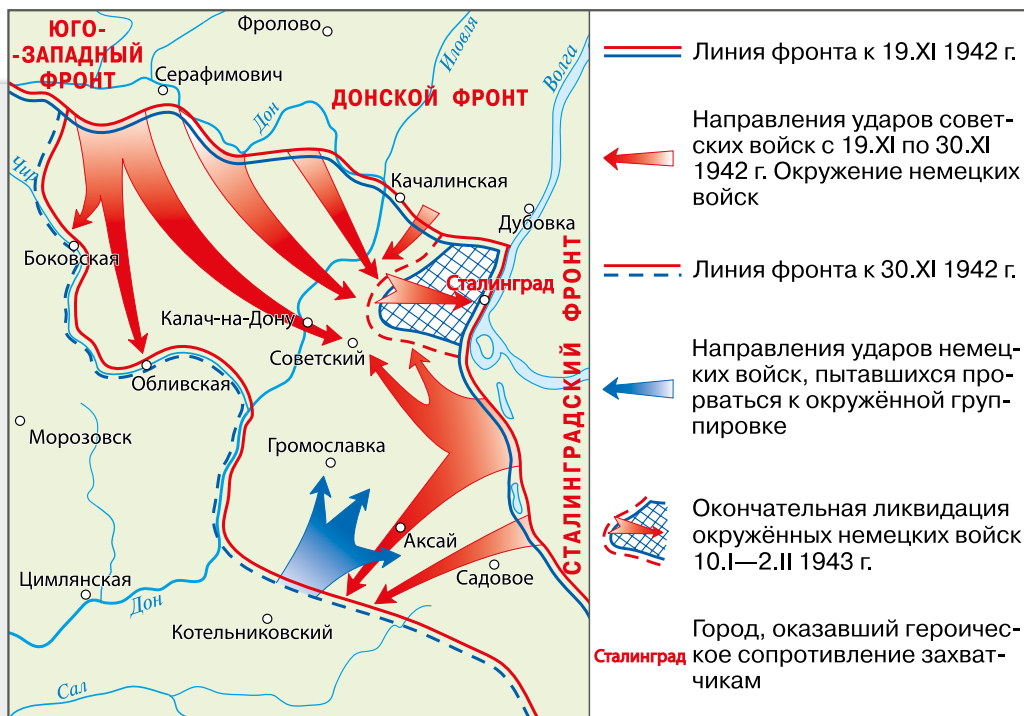 ЮГО-
-ЗАПАДНЫЙ
ФРОНТ
Фролово
Иловля
Волга
Серафимович
ДОНСКОЙ ФРОНТ
Дон
Чир
Качалинская
Дубовка
Боковская
Сталинград
Калач-на-Дону
Советский
СТАЛИНГРАДСКИЙ ФРОНТ
Обливская
Морозовск
Громославка
Аксай
Садовое
Цимлянская
Дон
Котельниковский
Сал
Линия фронта к 19.XI 1942 г.
Направления ударов совет-
ских войск с 19.XI по 30.XI
1942 г. Окружение немецких
войск
Линия фронта к 30.XI 1942 г.
Направления ударов немец-
ких войск, пытавшихся про-
рваться к окружённой груп-
пировке
Окончательная ликвидация
окружённых немецких войск
10.I—2.II 1943 г.
Сталинград
Город, оказавший героичес-
кое сопротивление захват-
чикам